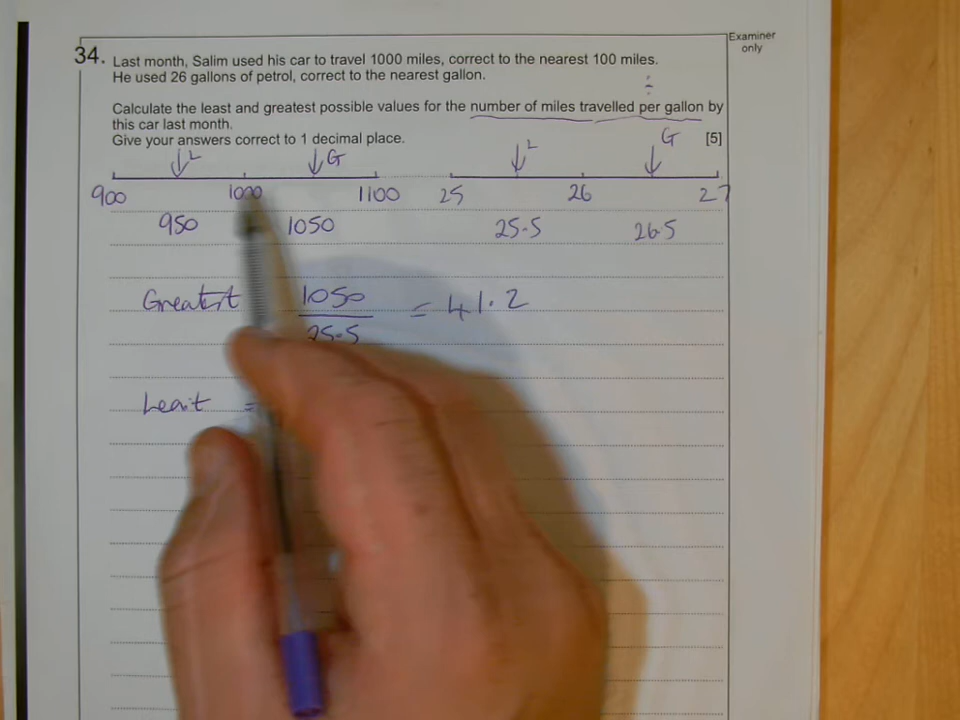 Examiner
only
34. Last month, Salim used his car to travel 1000 miles, correct to the nearest 100 miles.
He used 26 gallons of petrol, correct to the nearest gallon.
÷
Calculate the least and greatest possible values for the number of miles travelled per gallon by
this car last month.
Give your answers correct to 1 decimal place. [5]
L G L G
900 1000 1100 25 26 27
950 1050 25.5 26.5
Greatest 1050 = 41.2
25.5
Least =